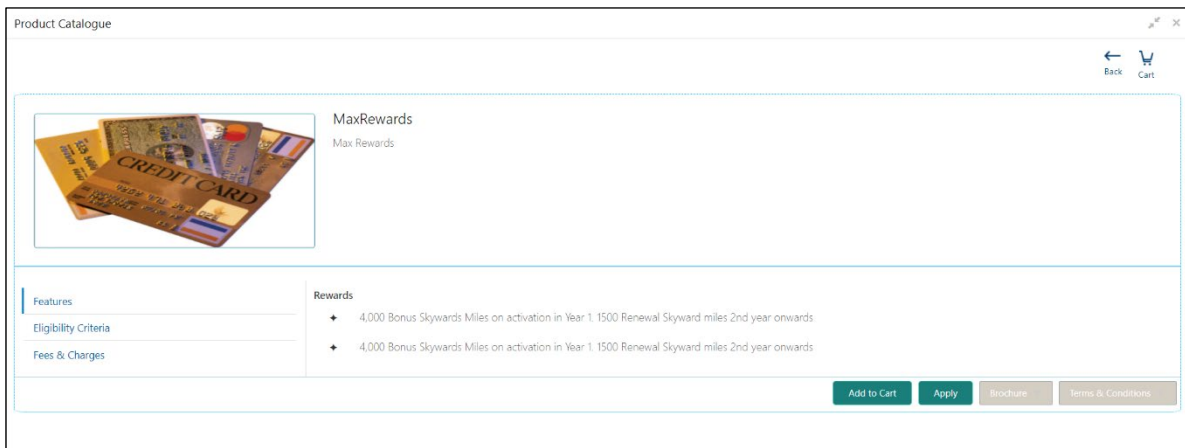 Product Catalogue
Back
Cart
CREDIT CARD
MaxRewards
Max Rewards
Features
Eligibility Criteria
Fees & Charges
Rewards
4,000 Bonus Skywards Miles on activation in Year 1. 1500 Renewal Skyward miles 2nd year onwards
4,000 Bonus Skywards Miles on activation in Year 1. 1500 Renewal Skyward miles 2nd year onwards
Add to Cart
Apply
Brochure
Terms & Conditions